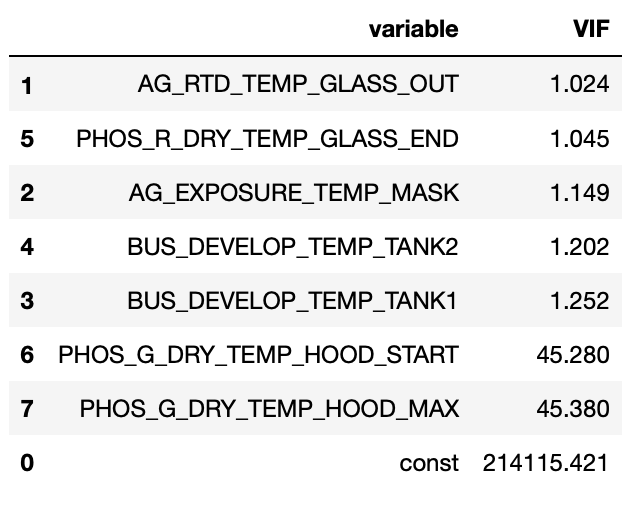 variable VIF
1 AG_RTD_TEMP_GLASS_OUT 1.024
5 PHOS_R_DRY_TEMP_GLASS_END 1.045
2 AG_EXPOSURE_TEMP_MASK 1.149
4 BUS_DEVELOP_TEMP_TANK2 1.202
3 BUS_DEVELOP_TEMP_TANK1 1.252
6 PHOS_G_DRY_TEMP_HOOD_START 45.280
7 PHOS_G_DRY_TEMP_HOOD_MAX 45.380
0 const 214115.421